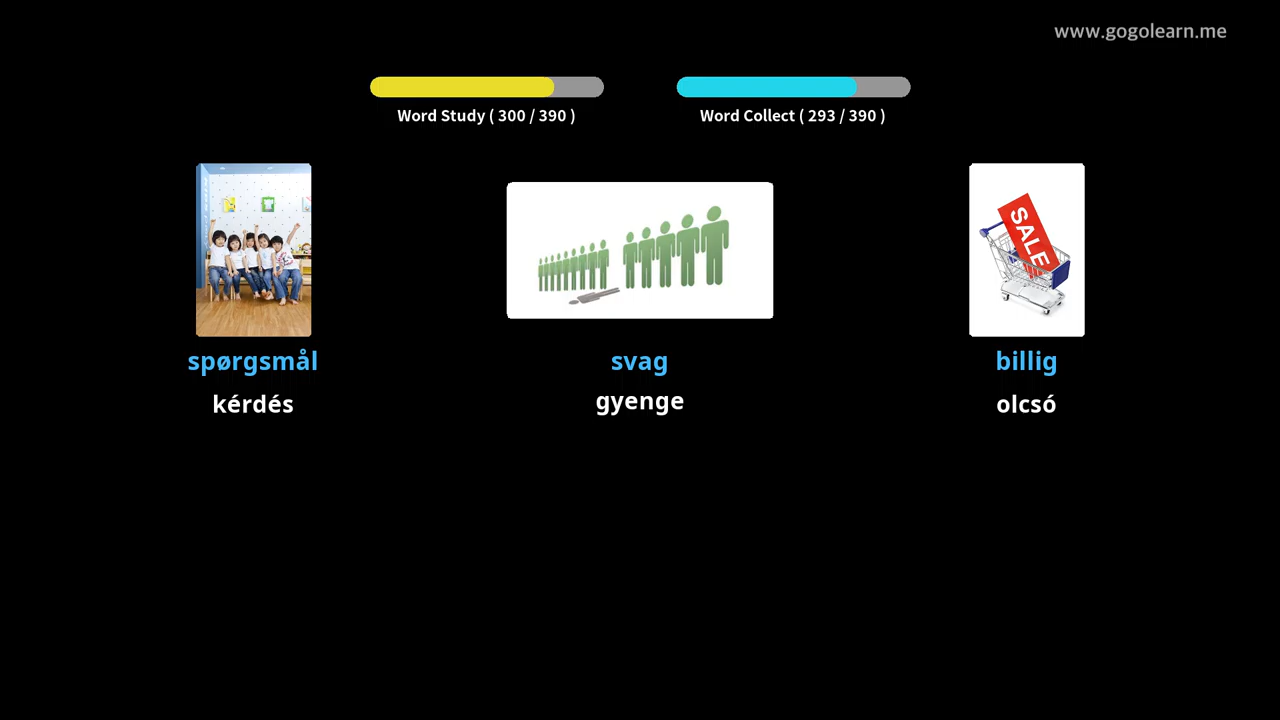 www.gogolearn.me
Word Study ( 300 / 390 )
Word Collect ( 293 / 390 )
SALE
spørgsmål
svag
billig
kérdés
gyenge
olcsó